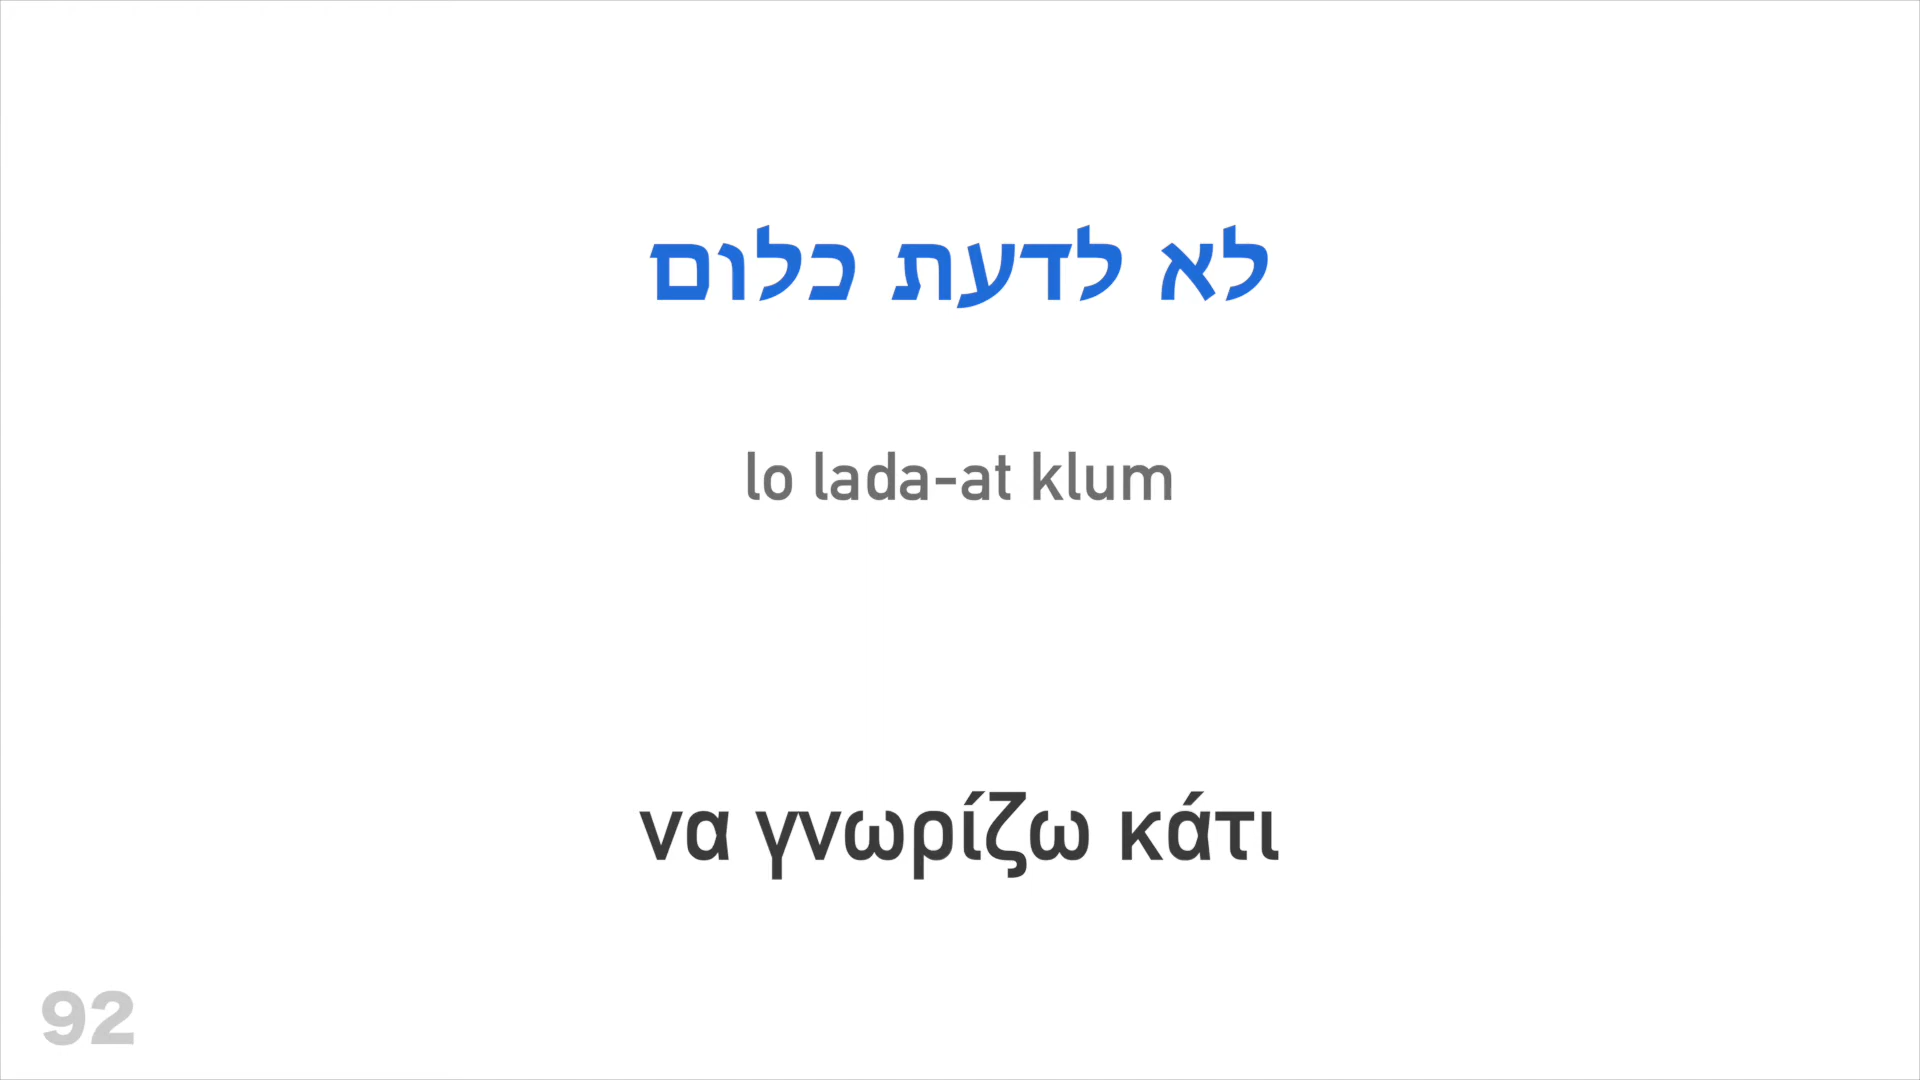 לא לדעת כלום
lo lada-at klum
να γνωρίζω κάτι
92